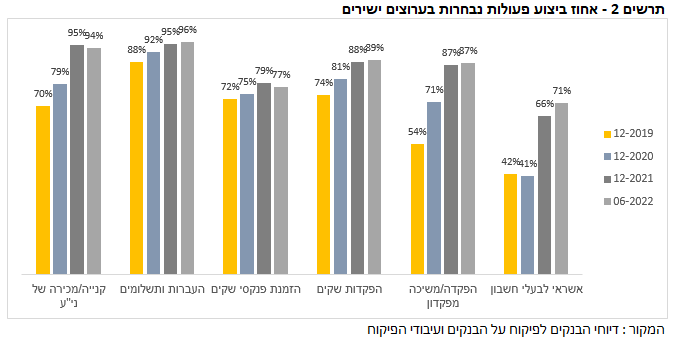 תרשים 2 - אחוז ביצוע פעולות נבחרות בערוצים ישירים
70% 79% 95% 94%
88% 92% 95% 96%
72% 75% 79% 77%
74% 81% 88% 89%
54% 71% 87% 87%
42% 41% 66% 71%
12-2019
12-2020
12-2021
06-2022
קנייה/מכירה של
ני"ע
העברות ותשלומים
הזמנת פנקסי שקים
הפקדות שקים
הפקדה/משיכה
מפקדון
אשראי לבעלי חשבון
המקור : דיווחי הבנקים לפיקוח על הבנקים ועיבודי הפיקוח